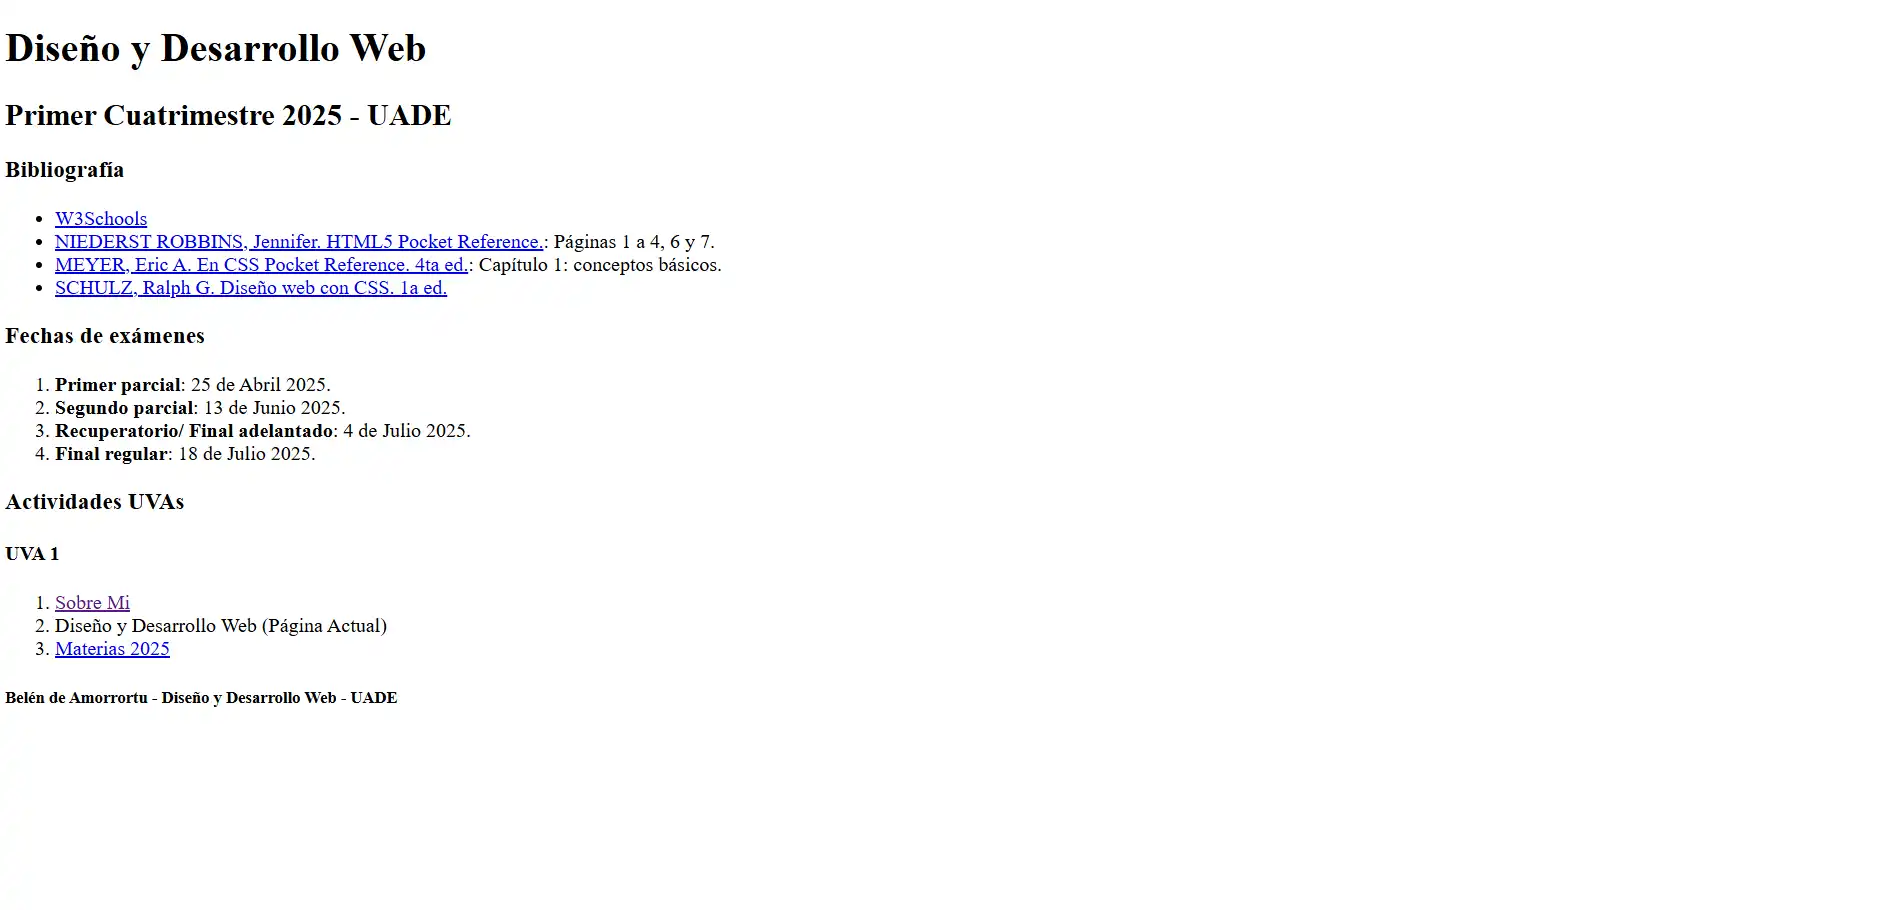 Diseño y Desarrollo Web
Primer Cuatrimestre 2025 - UADE
Bibliografía
• W3Schools
• NIEDERST ROBBINS, Jennifer. HTML5 Pocket Reference.: Páginas 1 a 4, 6 y 7.
• MEYER, Eric A. En CSS Pocket Reference. 4ta ed.: Capítulo 1: conceptos básicos.
• SCHULZ, Ralph G. Diseño web con CSS. 1a ed.
Fechas de exámenes
1. Primer parcial: 25 de Abril 2025.
2. Segundo parcial: 13 de Junio 2025.
3. Recuperatorio/ Final adelantado: 4 de Julio 2025.
4. Final regular: 18 de Julio 2025.
Actividades UVAs
UVA 1
1. Sobre Mi
2. Diseño y Desarrollo Web (Página Actual)
3. Materias 2025
Belén de Amorrortu - Diseño y Desarrollo Web - UADE